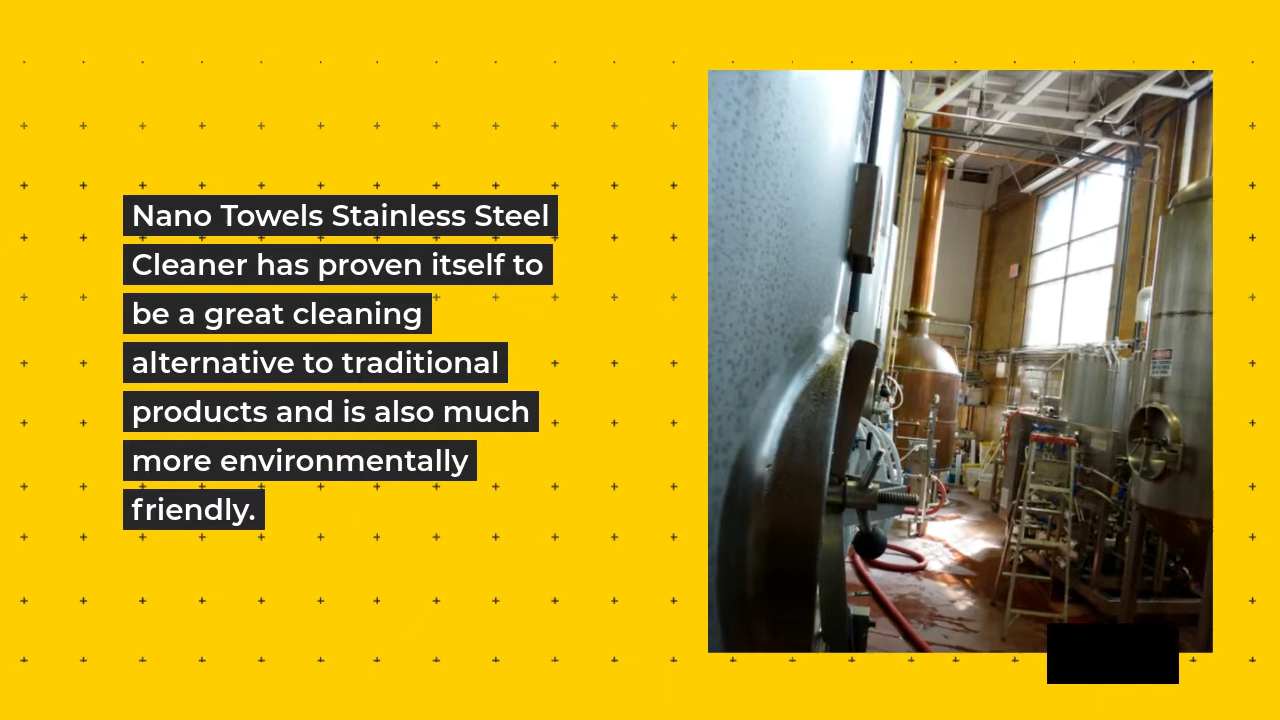 Nano Towels Stainless Steel
Cleaner has proven itself to
be a great cleaning
alternative to traditional
products and is also much
more environmentally
friendly.